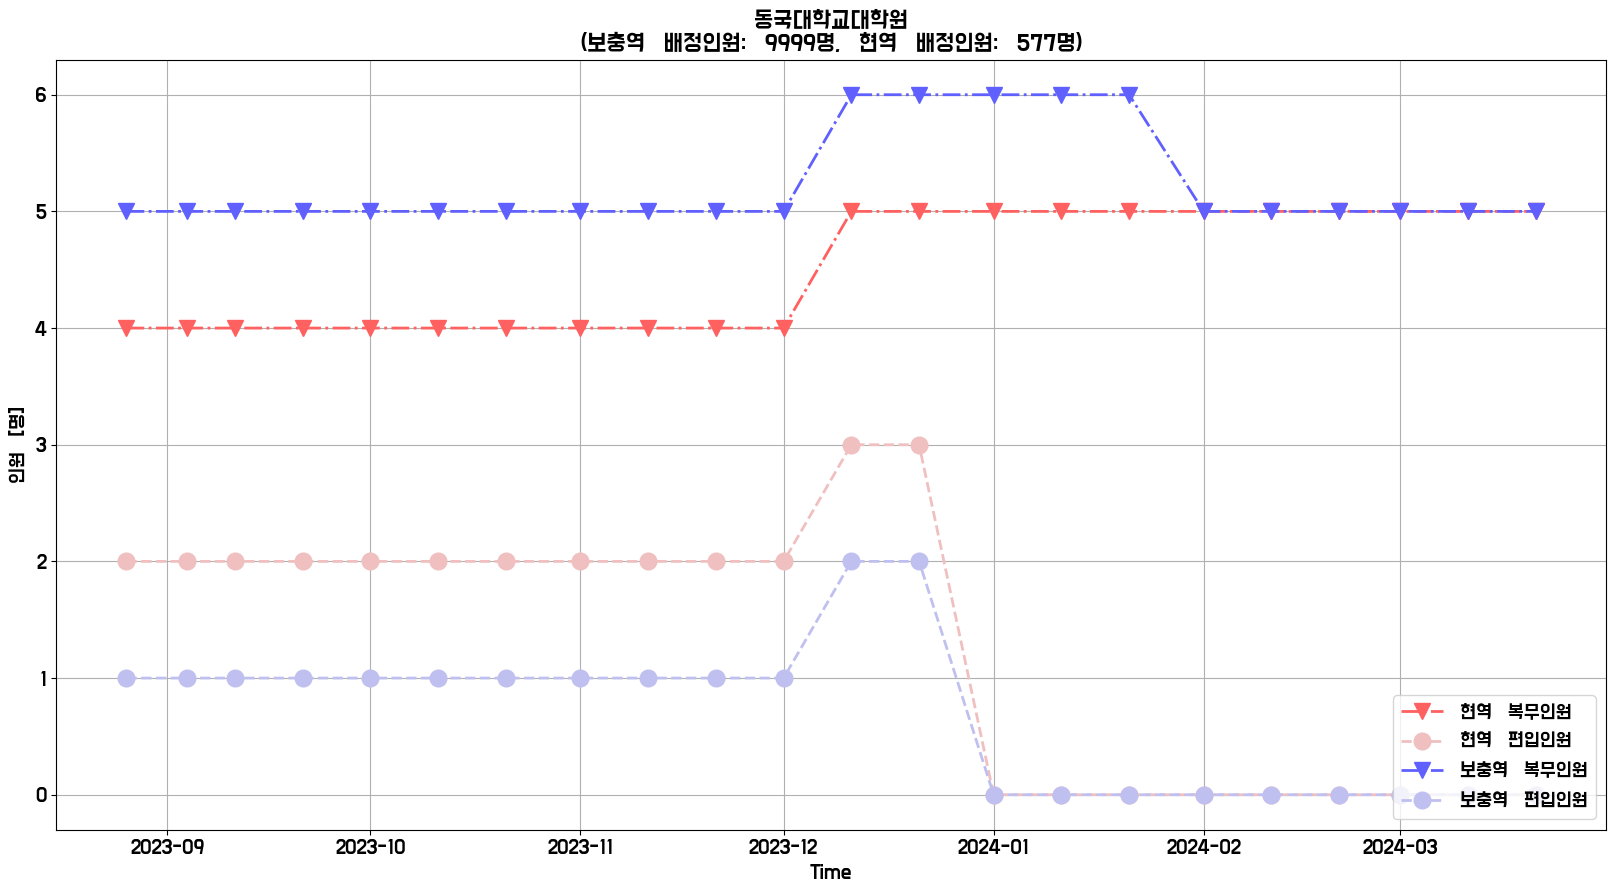 동국대학교대학원
(보충역 배정인원: 9999명, 현역 배정인원: 577명)
인원 [명]
6
5
4
3
2
1
0
현역 복무인원
현역 편입인원
보충역 복무인원
보충역 편입인원
2023-09 2023-10 2023-11 2023-12 2024-01 2024-02 2024-03
Time